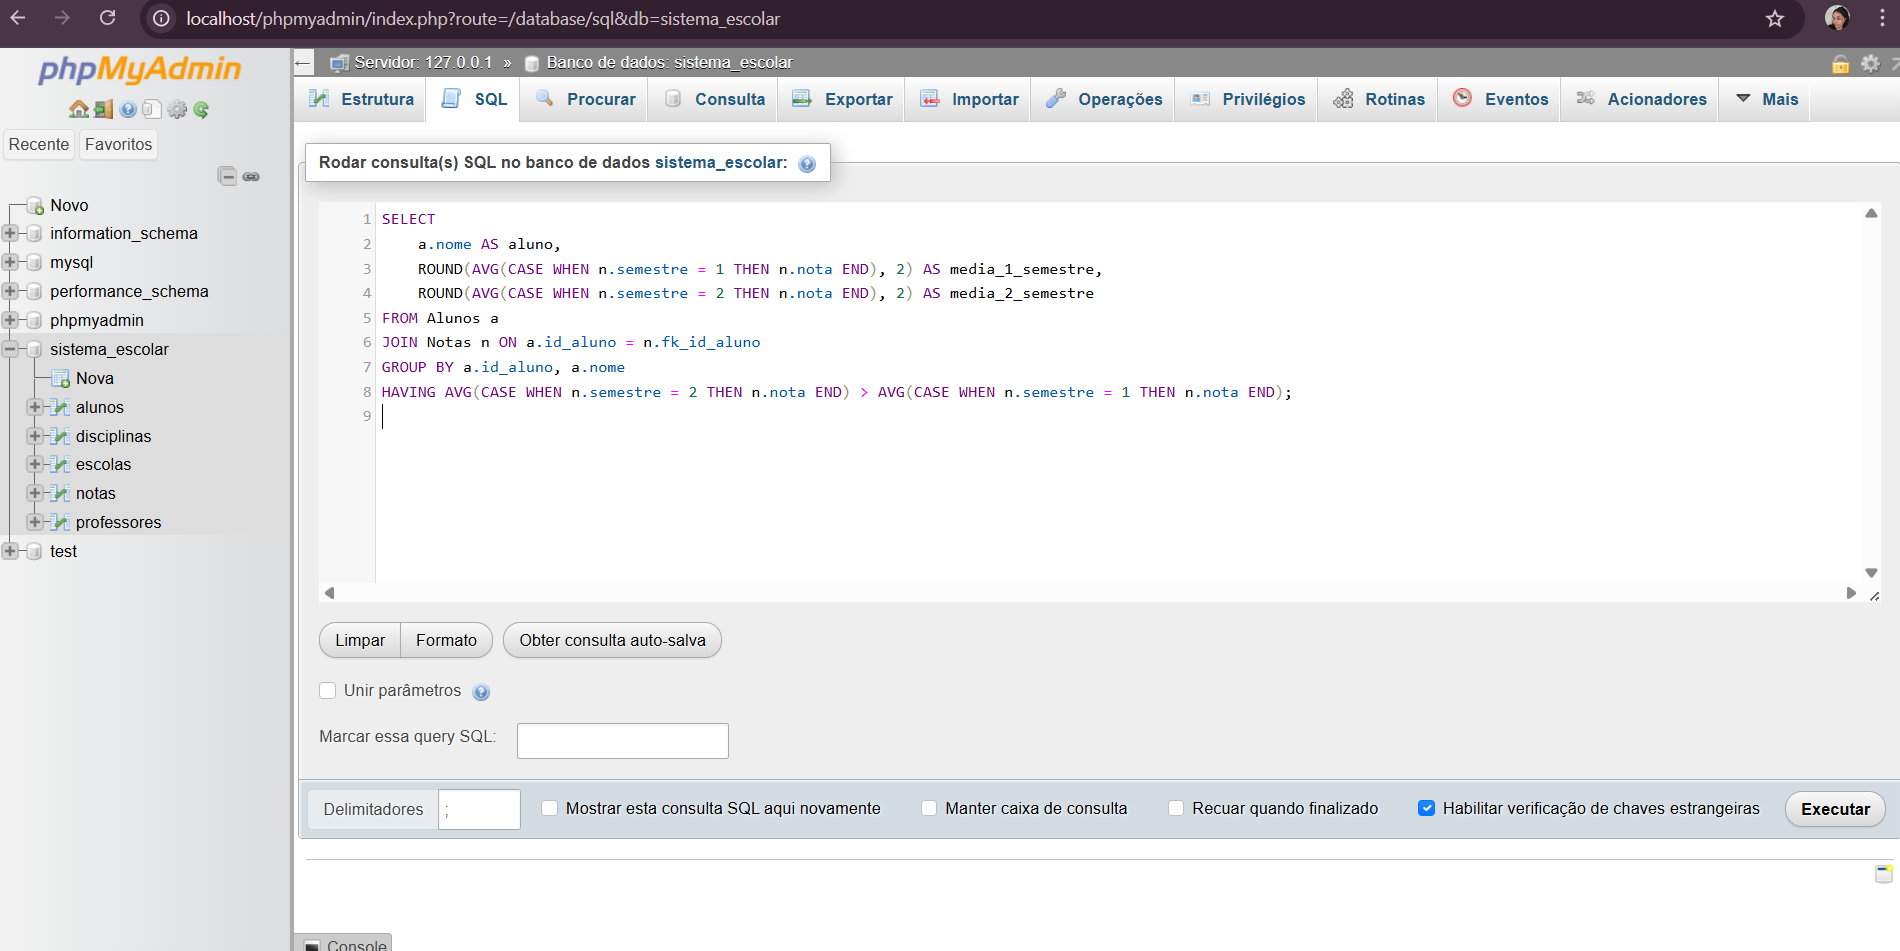 localhost/phpmyadmin/index.php?route=/database/sql&db=sistema_escolar
phpMyAdmin
Recente Favoritos
Novo
information_schema
mysql
performance_schema
phpmyadmin
sistema_escolar
Nova
alunos
disciplinas
escolas
notas
professores
test
Servidor: 127.0.0.1 » Banco de dados: sistema_escolar
Estrutura SQL Procurar Consulta Exportar Importar Operações Privilégios Rotinas Eventos Acionadores Mais
Rodar consulta(s) SQL no banco de dados sistema_escolar:
1 SELECT
2 a.nome AS aluno,
3 ROUND(AVG(CASE WHEN n.semestre = 1 THEN n.nota END), 2) AS media_1_semestre,
4 ROUND(AVG(CASE WHEN n.semestre = 2 THEN n.nota END), 2) AS media_2_semestre
5 FROM Alunos a
6 JOIN Notas n ON a.id_aluno = n.fk_id_aluno
7 GROUP BY a.id_aluno, a.nome
8 HAVING AVG(CASE WHEN n.semestre = 2 THEN n.nota END) > AVG(CASE WHEN n.semestre = 1 THEN n.nota END);
9
Limpar Formato Obter consulta auto-salva
Unir parâmetros
Marcar essa query SQL:
Delimitadores ; Mostrar esta consulta SQL aqui novamente Manter caixa de consulta Recuar quando finalizado Habilitar verificação de chaves estrangeiras Executar
Console